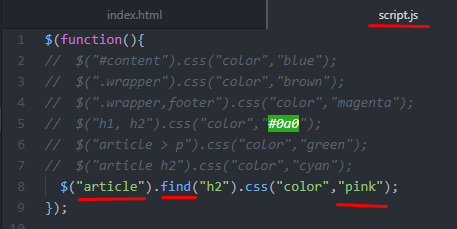 index.html script.js
1 $(function(){
2 //  $("#content").css("color","blue");
3 //  $(".wrapper").css("color","brown");
4 //  $(".wrapper,footer").css("color","magenta");
5 //  $("h1, h2").css("color","#0a0");
6 //  $("article > p").css("color","green");
7 //  $("article h2").css("color","cyan");
8   $("article").find("h2").css("color","pink");
9 });